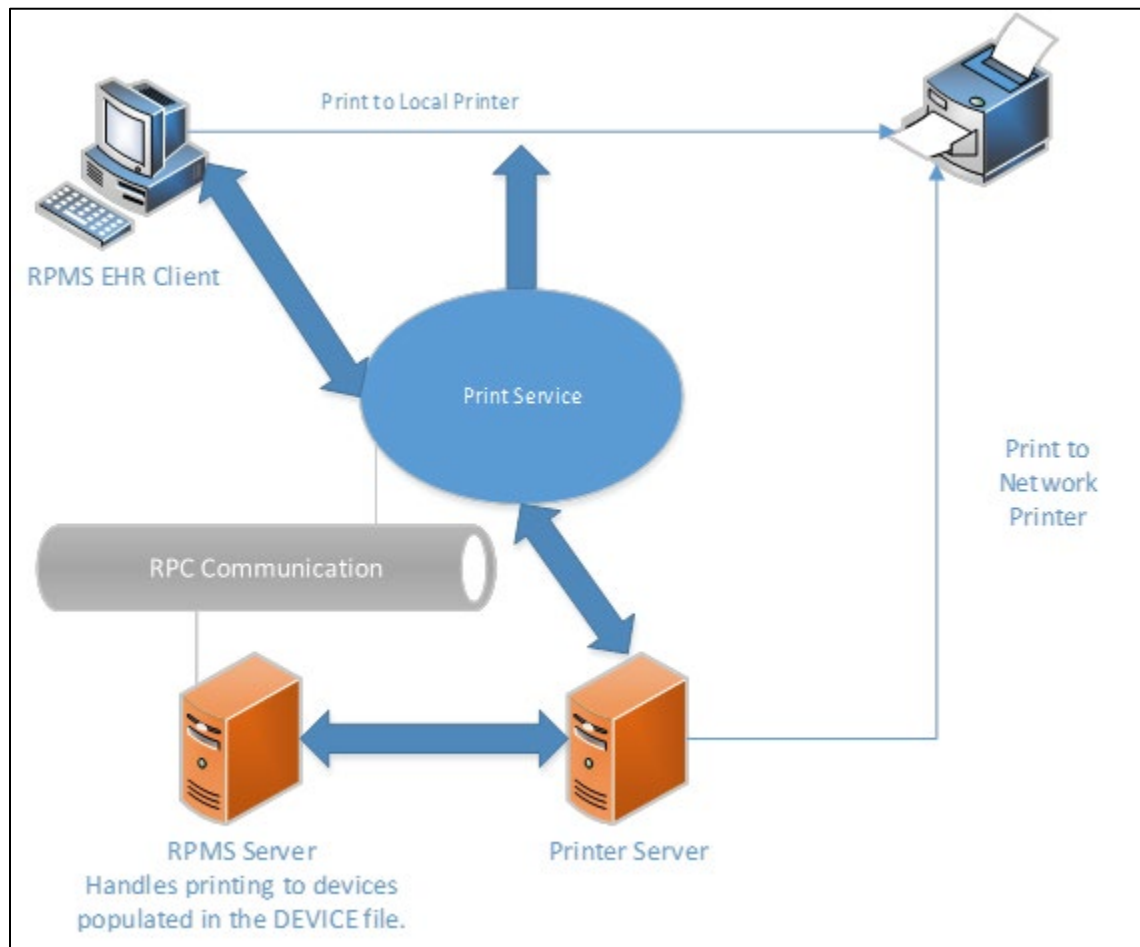 Print to Local Printer
RPMS EHR Client
Print Service
Print to
Network
Printer
RPC Communication
RPMS Server
Handles printing to devices
populated in the DEVICE file.
Printer Server